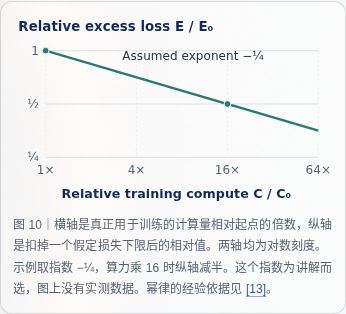 Relative excess loss E / E₀
1
Assumed exponent −¼
½
¼
1×
4×
16×
64×
Relative training compute C / C₀
图 10｜横轴是真正用于训练的计算量相对起点的倍数，纵轴
是扣掉一个假定损失下限后的相对值。两轴均为对数刻度。
示例取指数 −¼，算力乘 16 时纵轴减半。这个指数为讲解而
选，图上没有实测数据。幂律的经验依据见 [13]。